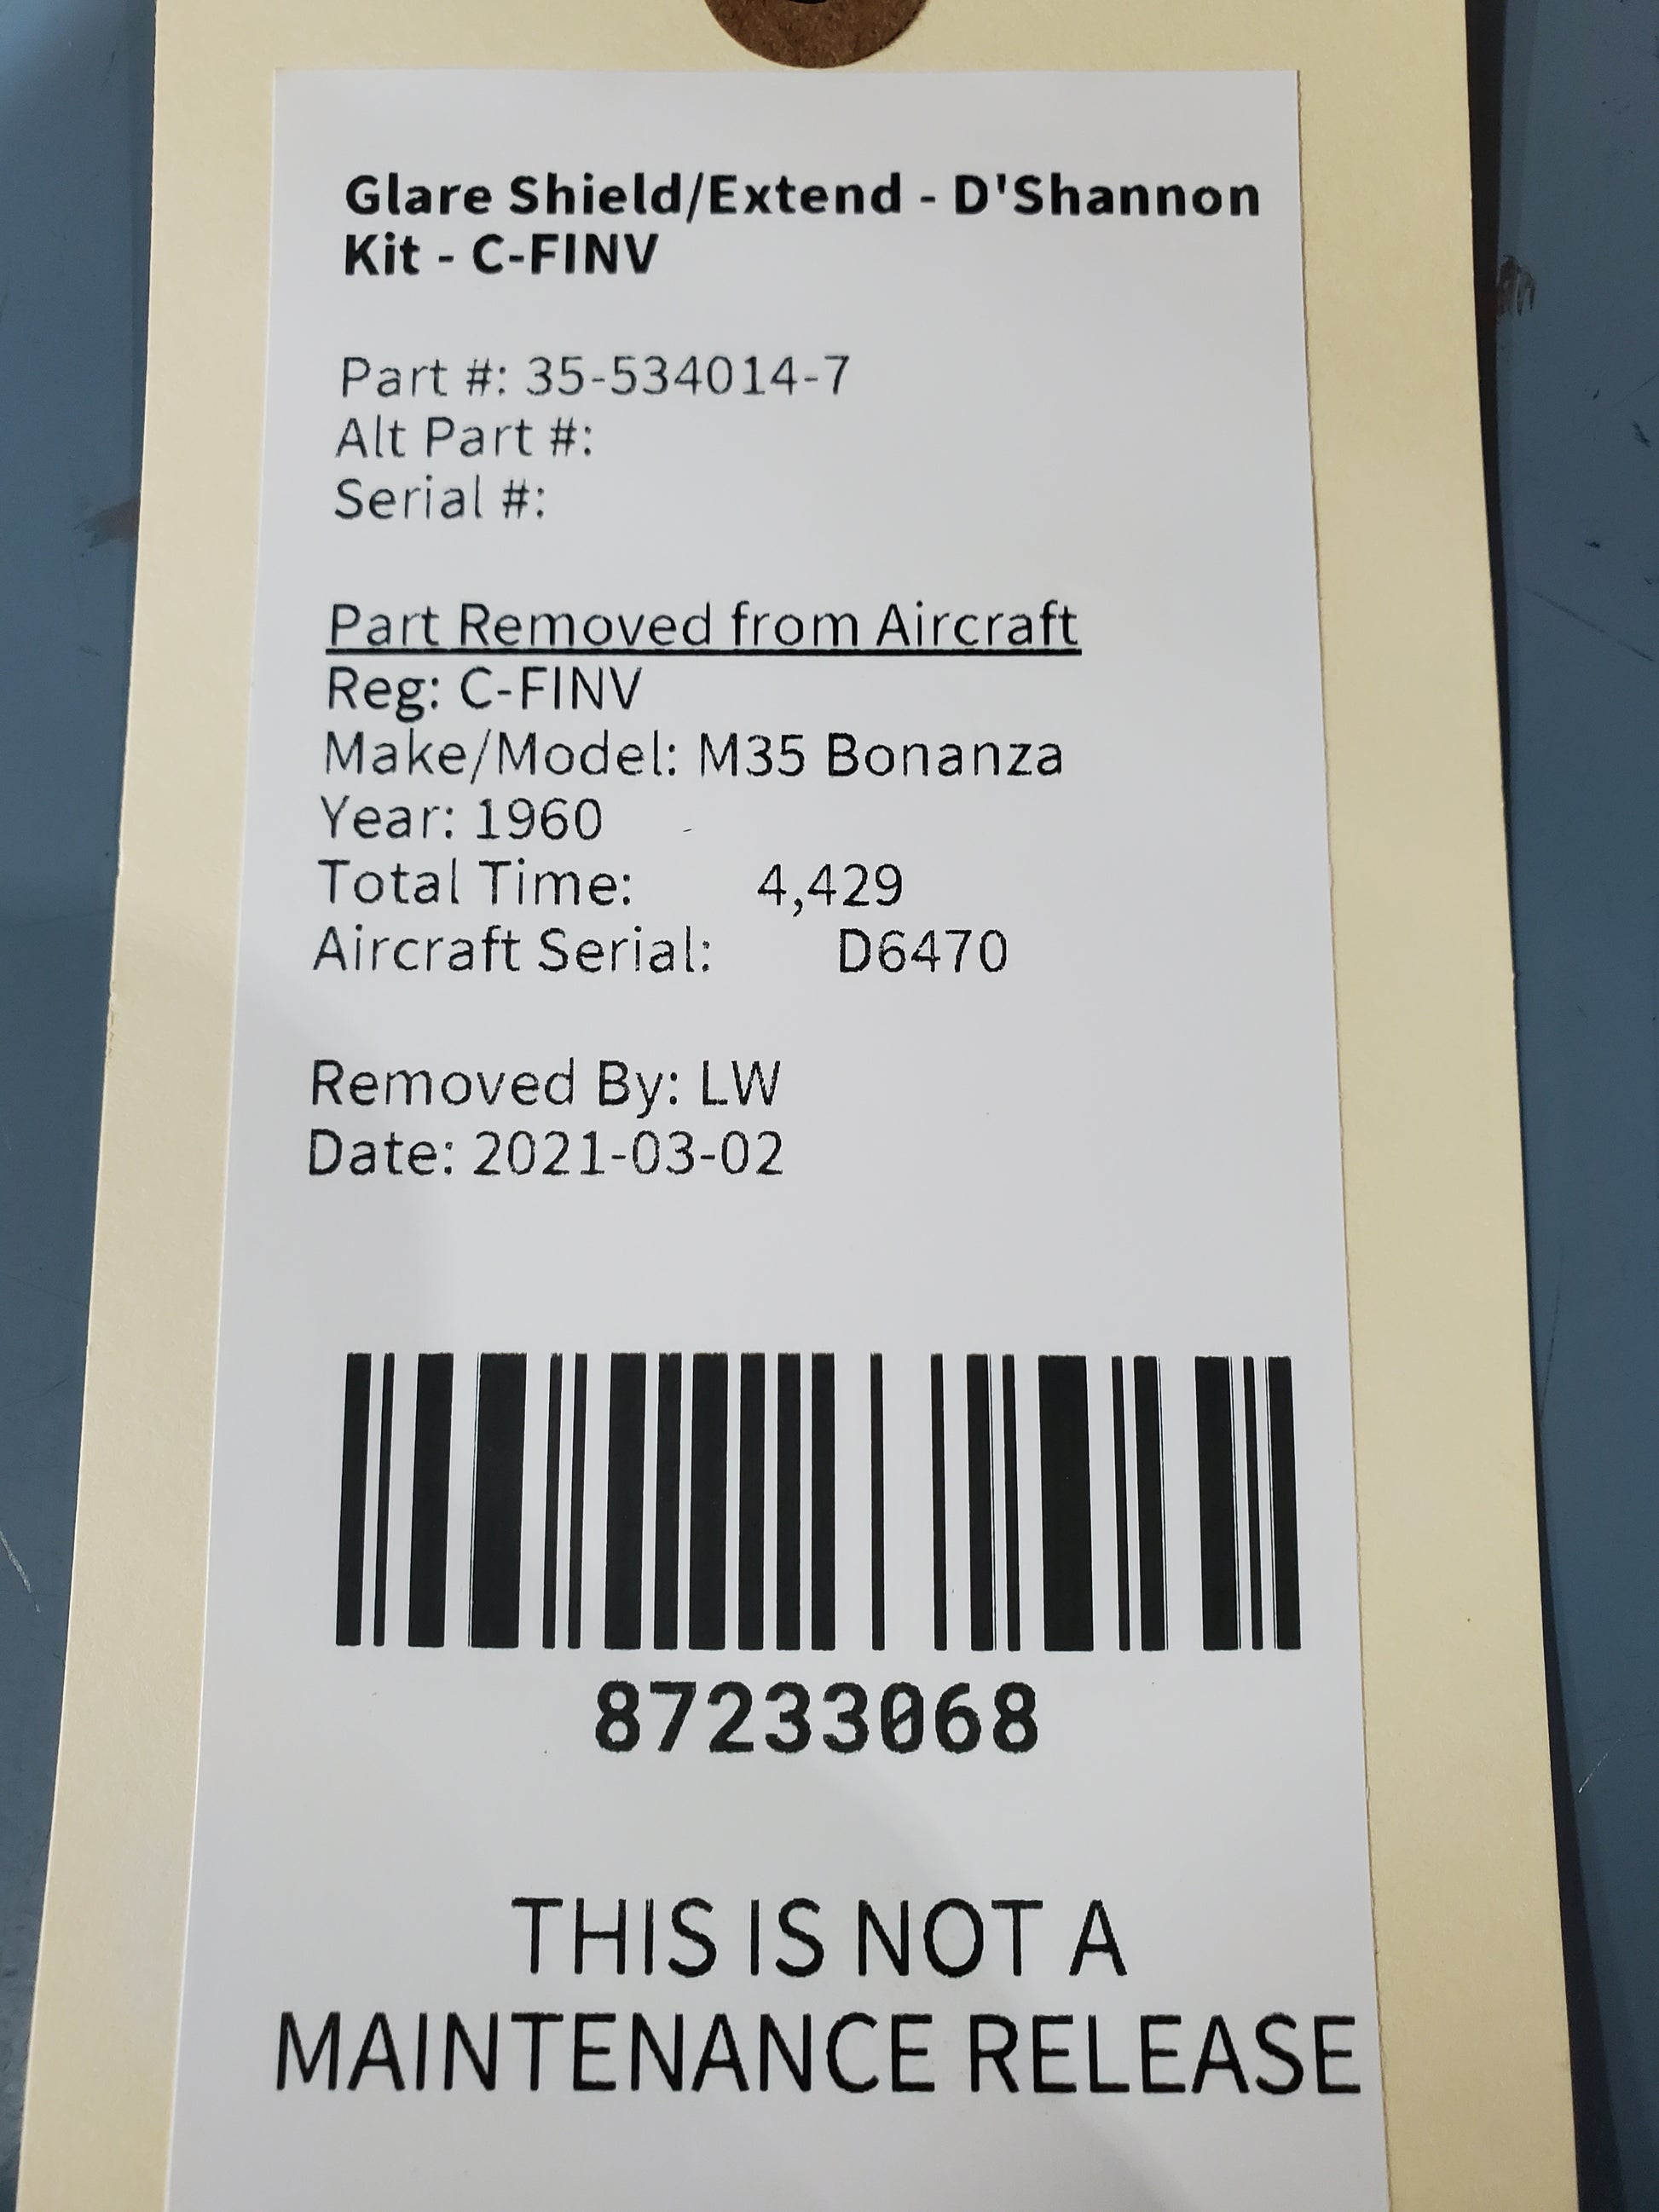 Glare Shield/Extend - D'Shannon
Kit - C-FINV
Part #: 35-534014-7
Alt Part #:
Serial #:
Part Removed from Aircraft
Reg: C-FINV
Make/Model: M35 Bonanza
Year: 1960
Total Time: 4,429
Aircraft Serial: D6470
Removed By: LW
Date: 2021-03-02
87233068
THIS IS NOT A
MAINTENANCE RELEASE